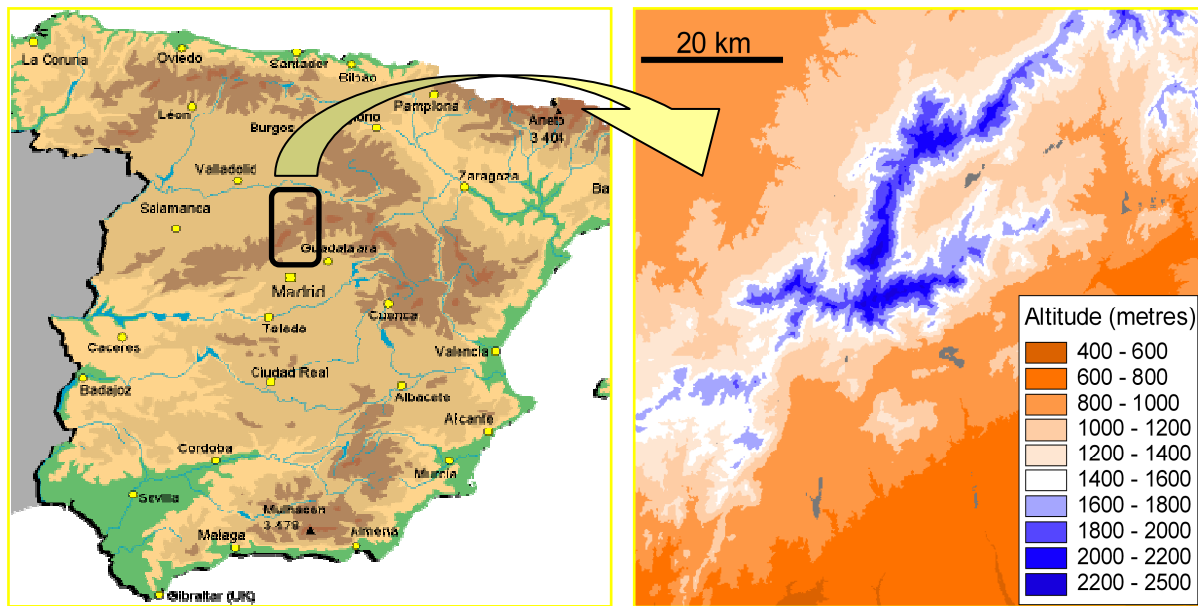 La Coruna
Oviedo
Santader
Bilbao
Léon
Burgos
Pamplona
Aneto
3 404
Valladolid
Zaragoza
Salamanca
Guadalajara
Madrid
Cuenca
Toledo
Caceres
Valencia
Ciudad Real
Badajoz
Albacete
Alicante
Cordoba
Murcia
Sevilla
Mulhacen
3 478
Malaga
Almeria
Gibraltar (UK)
20 km
Altitude (metres)
400 - 600
600 - 800
800 - 1000
1000 - 1200
1200 - 1400
1400 - 1600
1600 - 1800
1800 - 2000
2000 - 2200
2200 - 2500